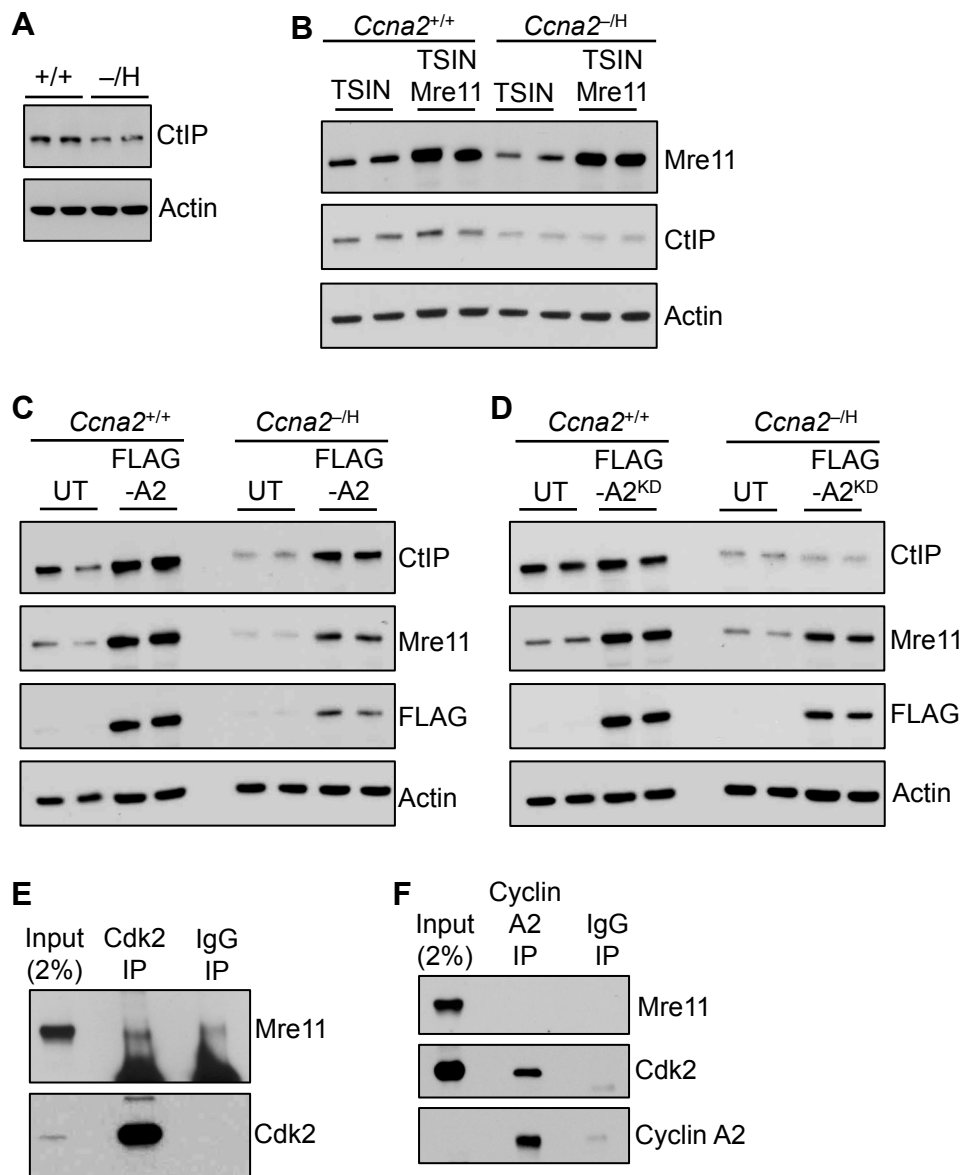 A
+/+ –/H
CtIP
Actin
B
Ccna2+/+ Ccna2–/H
TSIN TSIN
TSIN Mre11 TSIN Mre11
Mre11
CtIP
Actin
C
Ccna2+/+ Ccna2–/H
FLAG FLAG
UT -A2 UT -A2
CtIP
Mre11
FLAG
Actin
D
Ccna2+/+ Ccna2–/H
FLAG FLAG
UT -A2KD UT -A2KD
CtIP
Mre11
FLAG
Actin
E
Input Cdk2 IgG
(2%) IP IP
Mre11
Cdk2
F
Cyclin
Input A2 IgG
(2%) IP IP
Mre11
Cdk2
Cyclin A2